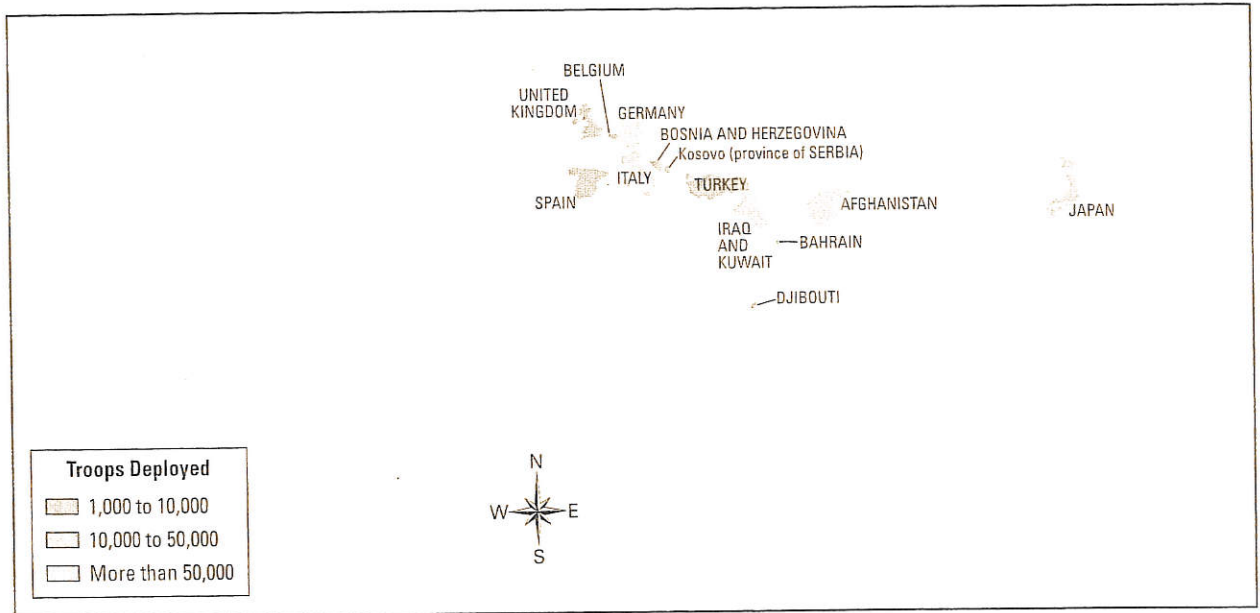 BELGIUM
UNITED
KINGDOM
GERMANY
BOSNIA AND HERZEGOVINA
Kosovo (province of SERBIA)
ITALY
TURKEY
SPAIN
AFGHANISTAN
JAPAN
IRAQ
AND
KUWAIT
BAHRAIN
DJIBOUTI
Troops Deployed
1,000 to 10,000
10,000 to 50,000
More than 50,000
N
W E
S